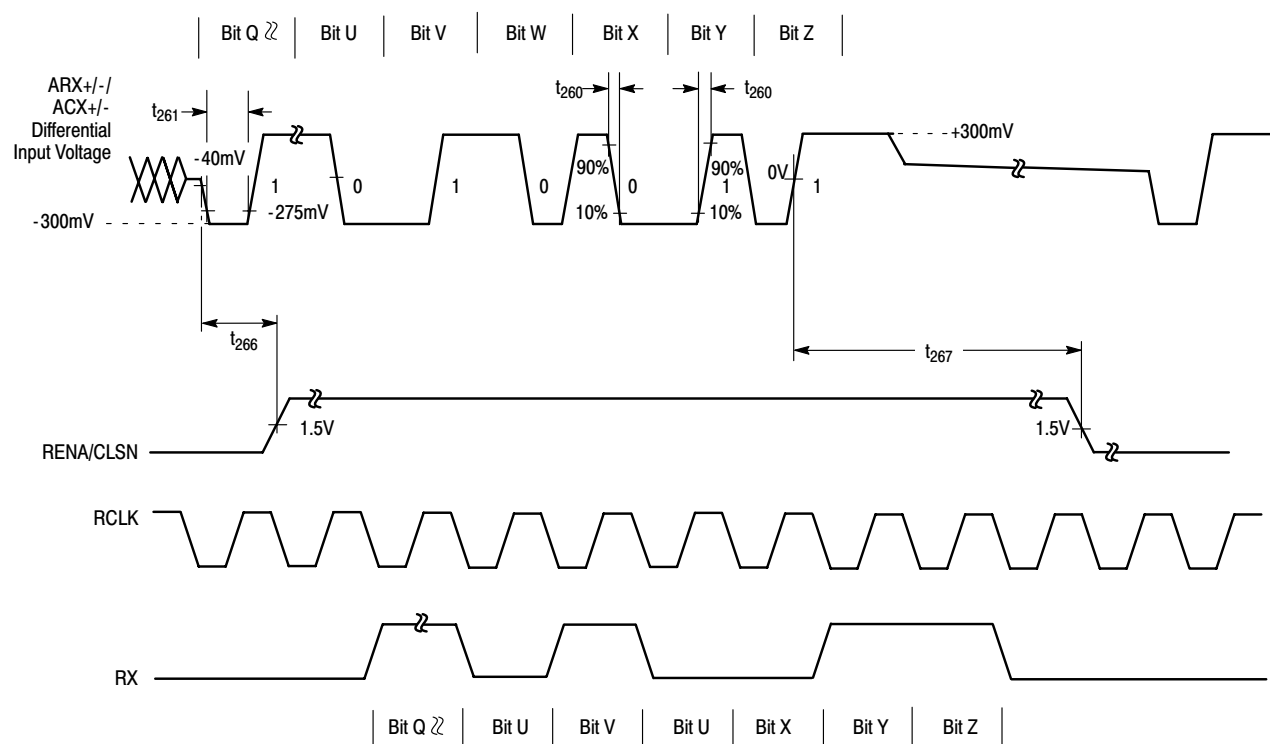 Bit Q Bit U Bit V Bit W Bit X Bit Y Bit Z
ARX+/-/
ACX+/-
Differential
Input Voltage
t261
t260
t260
-40mV
+300mV
90%
90%
0V
1
0
1
0
0
1
1
-275mV
10%
10%
-300mV
t266
t267
1.5V
1.5V
RENA/CLSN
RCLK
RX
Bit Q Bit U Bit V Bit U Bit X Bit Y Bit Z